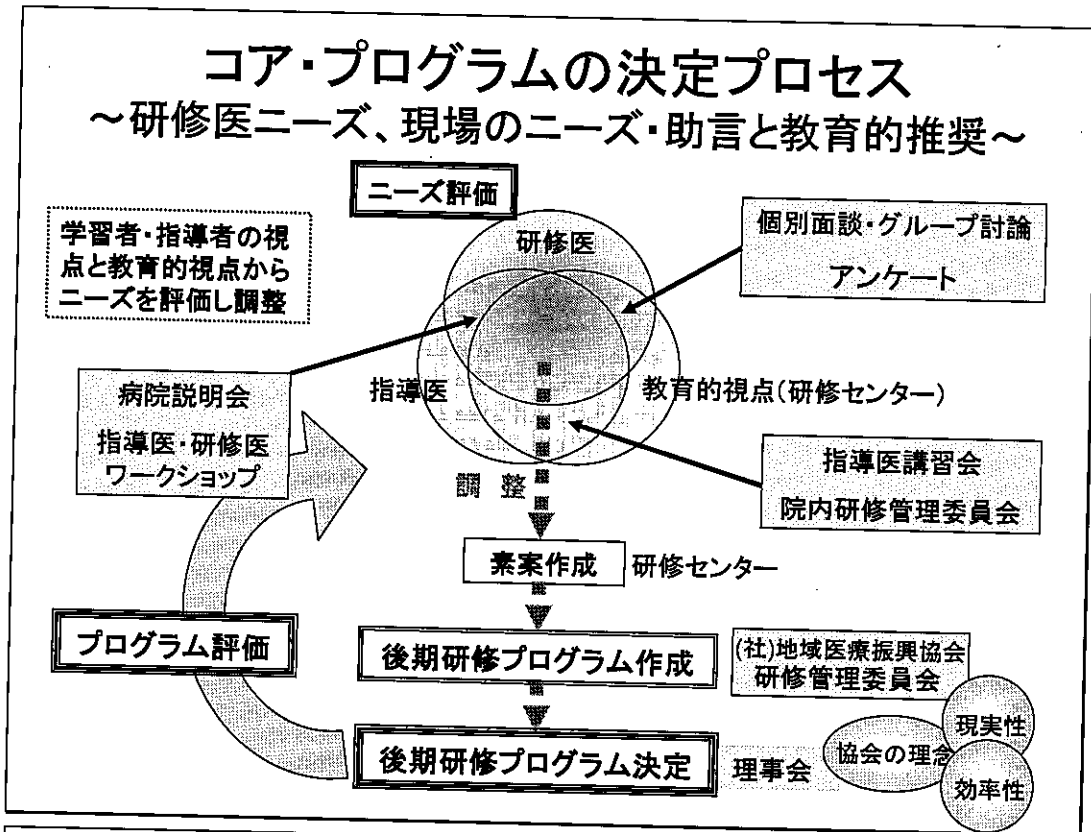 コア・プログラムの決定プロセス
～研修医ニーズ、現場のニーズ・助言と教育的推奨～
ニーズ評価
学習者・指導者の視
点と教育的視点から
ニーズを評価し調整
研修医
個別面談・グループ討論
アンケート
病院説明会
指導医・研修医
ワークショップ
指導医
教育的視点(研修センター)
指導医講習会
院内研修管理委員会
調 整
素案作成
研修センター
プログラム評価
後期研修プログラム作成
(社)地域医療振興協会
研修管理委員会
後期研修プログラム決定
理事会
協会の理念
現実性
効率性